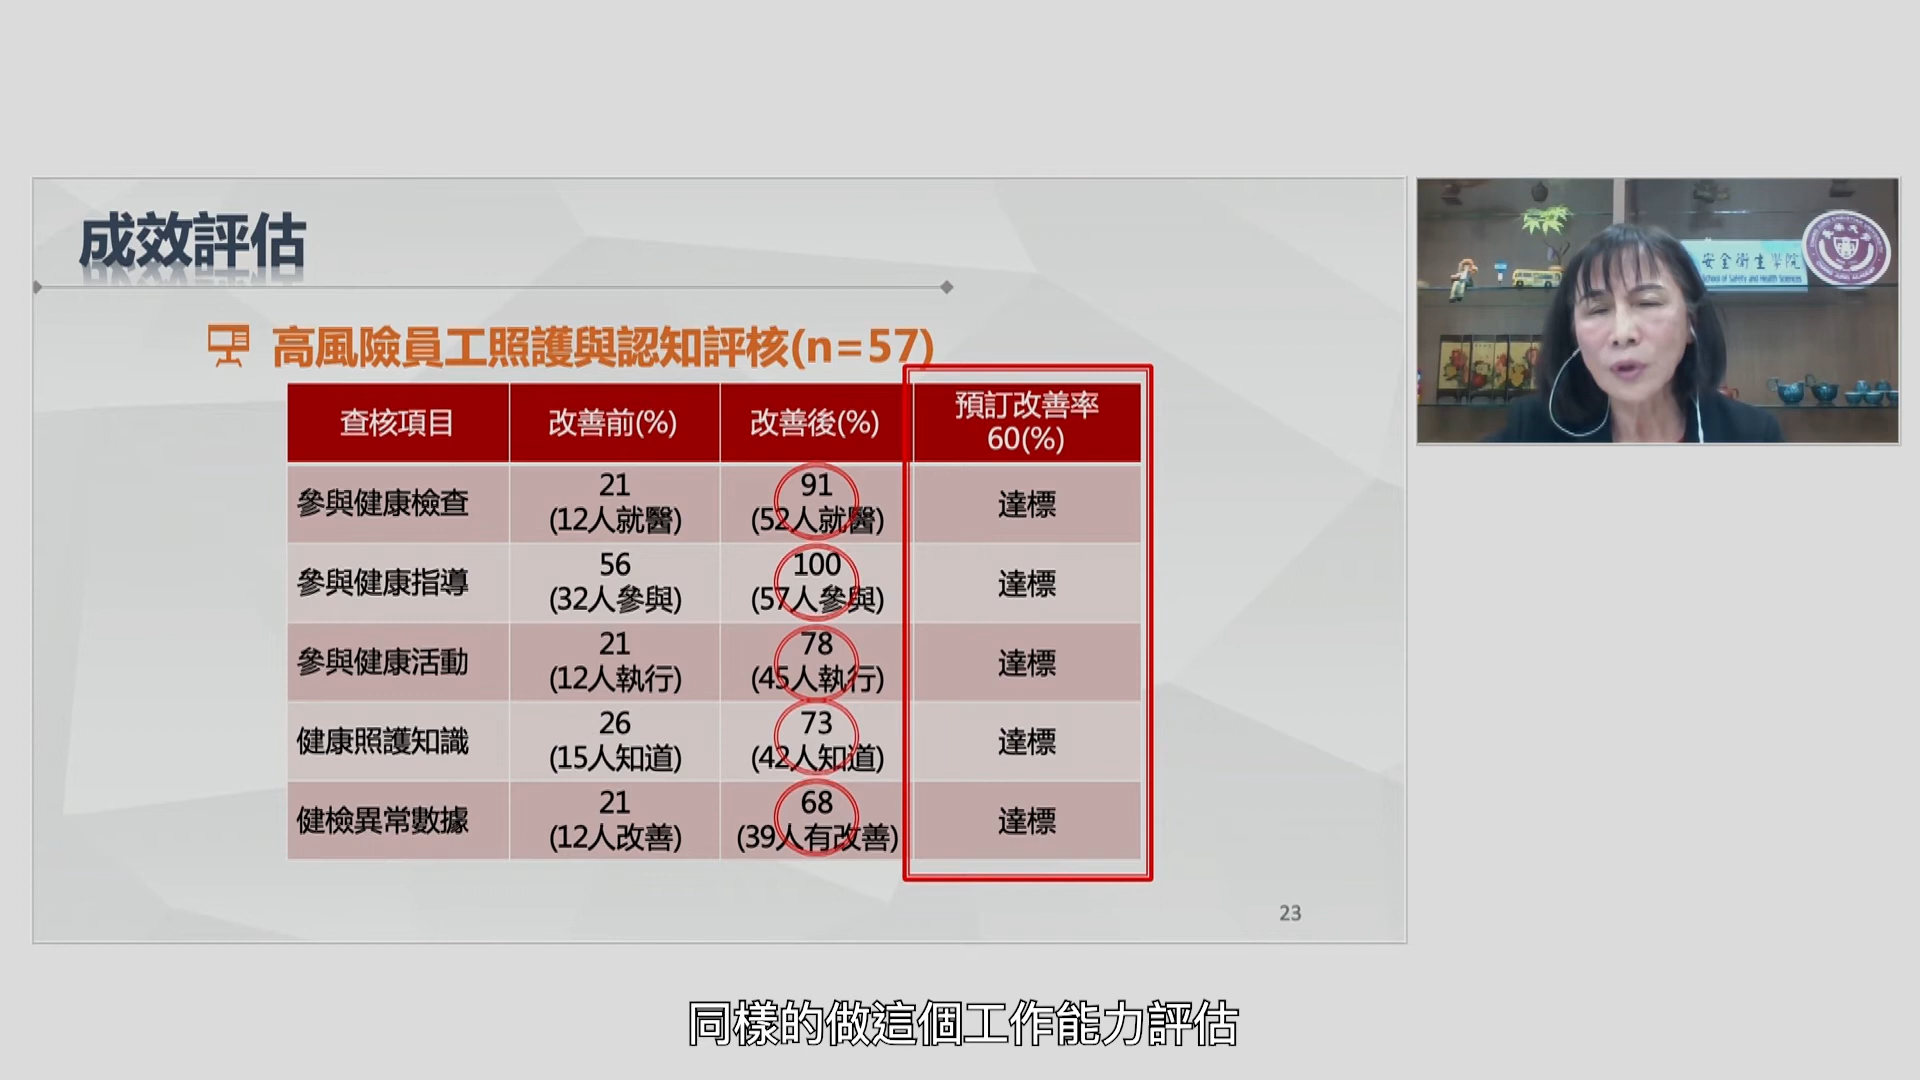 成效評估
高風險員工照護與認知評核(n=57)
查核項目
改善前(%)
改善後(%)
預訂改善率
60(%)
參與健康檢查
21
(12人就醫)
91
(52人就醫)
達標
參與健康指導
56
(32人參與)
100
(57人參與)
達標
參與健康活動
21
(12人執行)
78
(45人執行)
達標
健康照護知識
26
(15人知道)
73
(42人知道)
達標
健檢異常數據
21
(12人改善)
68
(39人有改善)
達標
23
安全衛生學院
School of Safety and Health Sciences
同樣的做這個工作能力評估